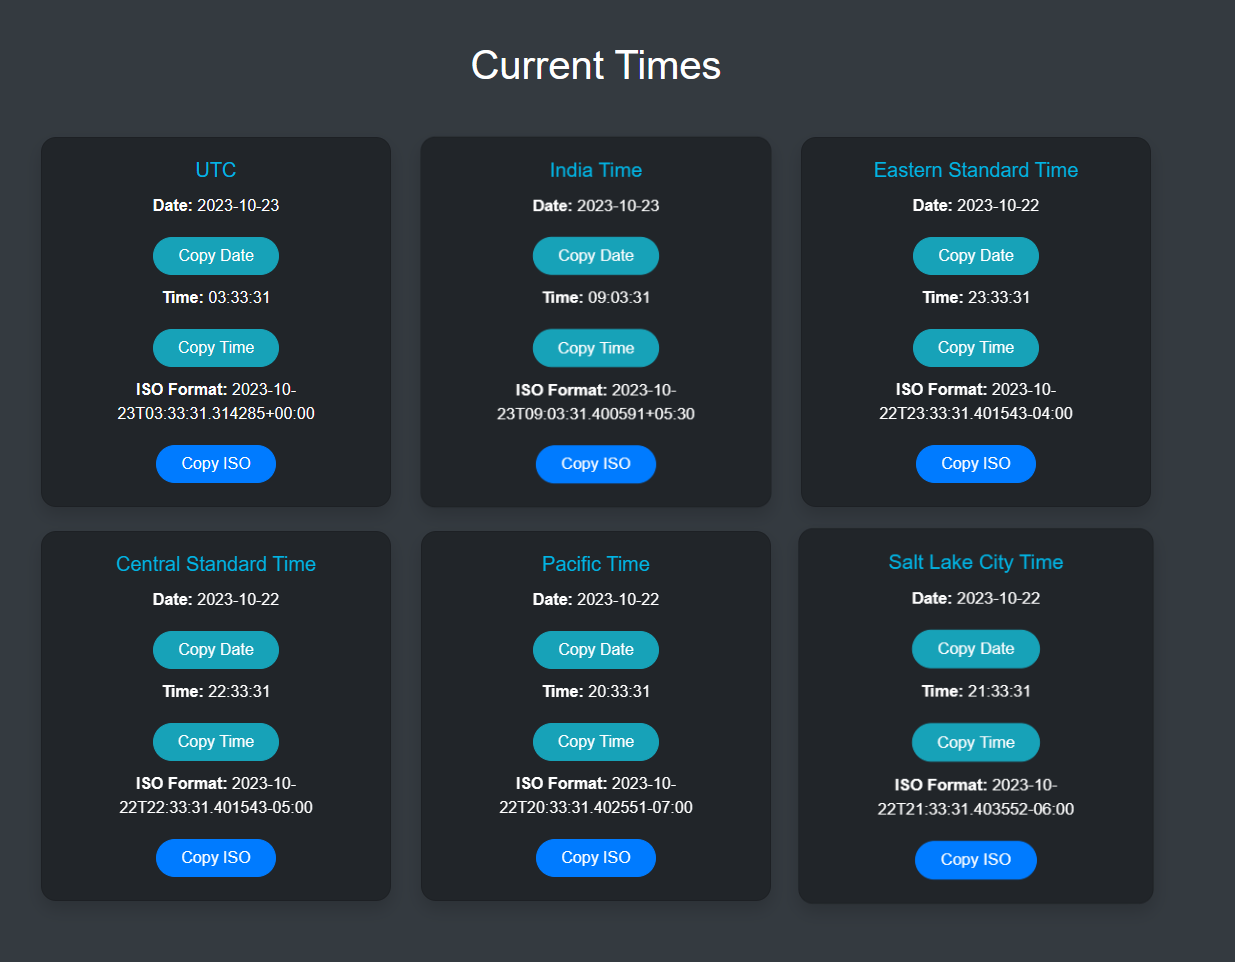 Current Times
UTC
Date: 2023-10-23
Copy Date
Time: 03:33:31
Copy Time
ISO Format: 2023-10-
23T03:33:31.314285+00:00
Copy ISO
India Time
Date: 2023-10-23
Copy Date
Time: 09:03:31
Copy Time
ISO Format: 2023-10-
23T09:03:31.400591+05:30
Copy ISO
Eastern Standard Time
Date: 2023-10-22
Copy Date
Time: 23:33:31
Copy Time
ISO Format: 2023-10-
22T23:33:31.401543-04:00
Copy ISO
Central Standard Time
Date: 2023-10-22
Copy Date
Time: 22:33:31
Copy Time
ISO Format: 2023-10-
22T22:33:31.401543-05:00
Copy ISO
Pacific Time
Date: 2023-10-22
Copy Date
Time: 20:33:31
Copy Time
ISO Format: 2023-10-
22T20:33:31.402551-07:00
Copy ISO
Salt Lake City Time
Date: 2023-10-22
Copy Date
Time: 21:33:31
Copy Time
ISO Format: 2023-10-
22T21:33:31.403552-06:00
Copy ISO